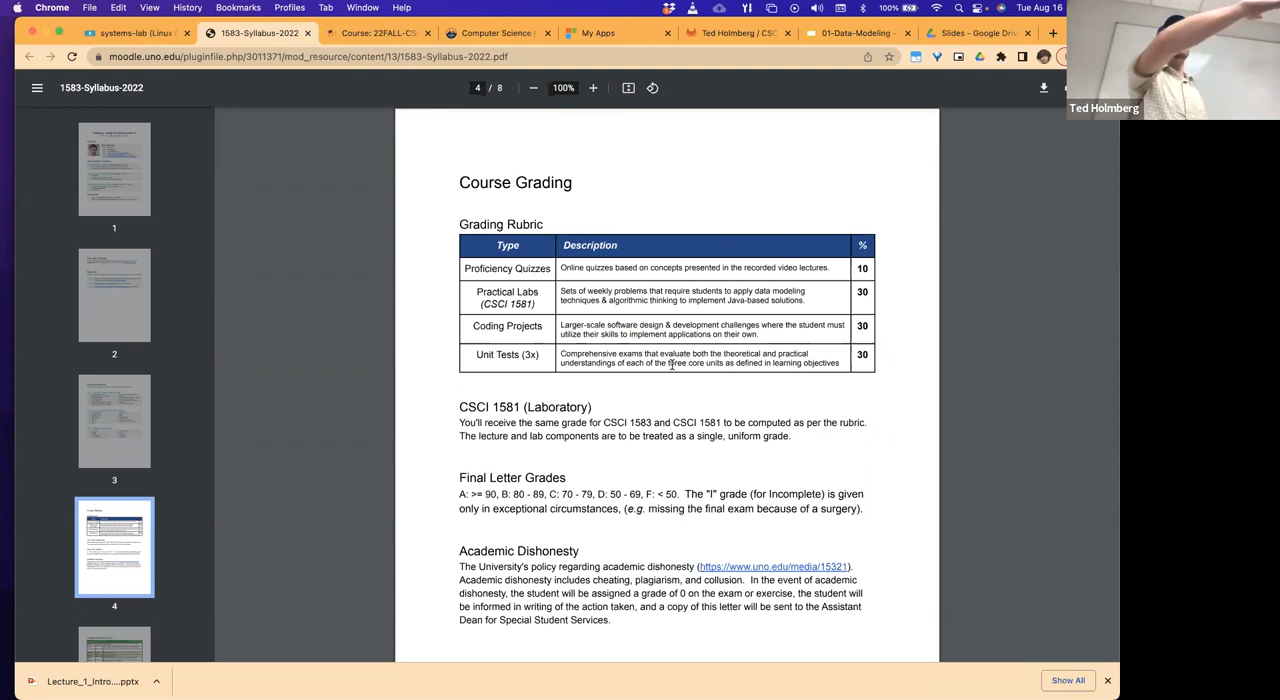 Chrome File Edit View History Bookmarks Profiles Tab Window Help 100% Tue Aug 16
systems-lab (Linux 1583-Syllabus-2022 Course: 22FALL-CS Computer Science | My Apps Ted Holmberg / CSC 01-Data-Modeling - Slides - Google Driv
moodle.uno.edu/pluginfile.php/3011371/mod_resource/content/13/1583-Syllabus-2022.pdf
1583-Syllabus-2022 4 / 8 100%
Ted Holmberg
1
2
3
4
Course Grading
Grading Rubric
Type Description %
Proficiency Quizzes Online quizzes based on concepts presented in the recorded video lectures. 10
Practical Labs (CSCI 1581) Sets of weekly problems that require students to apply data modeling
techniques & algorithmic thinking to implement Java-based solutions. 30
Coding Projects Larger-scale software design & development challenges where the student must
utilize their skills to implement applications on their own. 30
Unit Tests (3x) Comprehensive exams that evaluate both the theoretical and practical
understandings of each of the three core units as defined in learning objectives 30
CSCI 1581 (Laboratory)
You'll receive the same grade for CSCI 1583 and CSCI 1581 to be computed as per the rubric.
The lecture and lab components are to be treated as a single, uniform grade.
Final Letter Grades
A: >= 90, B: 80 - 89, C: 70 - 79, D: 50 - 69, F: < 50. The "I" grade (for Incomplete) is given
only in exceptional circumstances, (e.g. missing the final exam because of a surgery).
Academic Dishonesty
The University's policy regarding academic dishonesty (https://www.uno.edu/media/15321).
Academic dishonesty includes cheating, plagiarism, and collusion. In the event of academic
dishonesty, the student will be assigned a grade of 0 on the exam or exercise, the student will
be informed in writing of the action taken, and a copy of this letter will be sent to the Assistant
Dean for Special Student Services.
Lecture_1_Intro....pptx
Show All